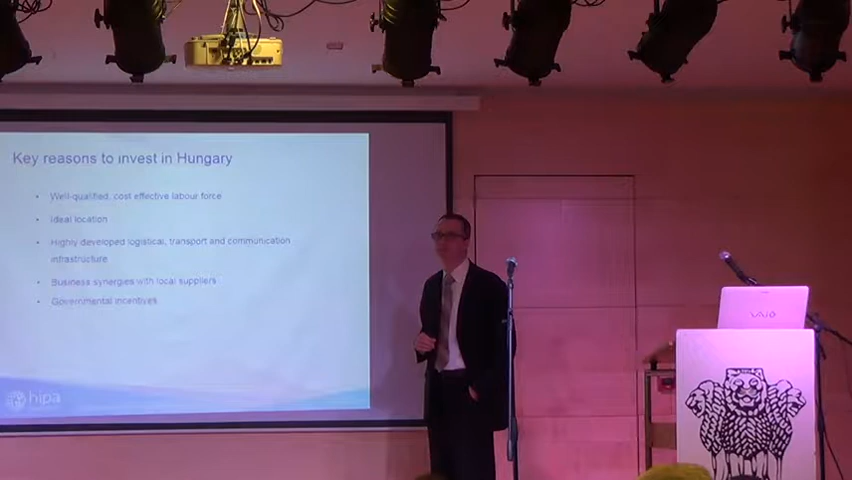 Key reasons to invest in Hungary
• Well-qualified, cost effective labour force
• Ideal location
• Highly developed logistical, transport and communication
infrastructure
• Business synergies with local suppliers
• Governmental incentives
hipa
VAIO